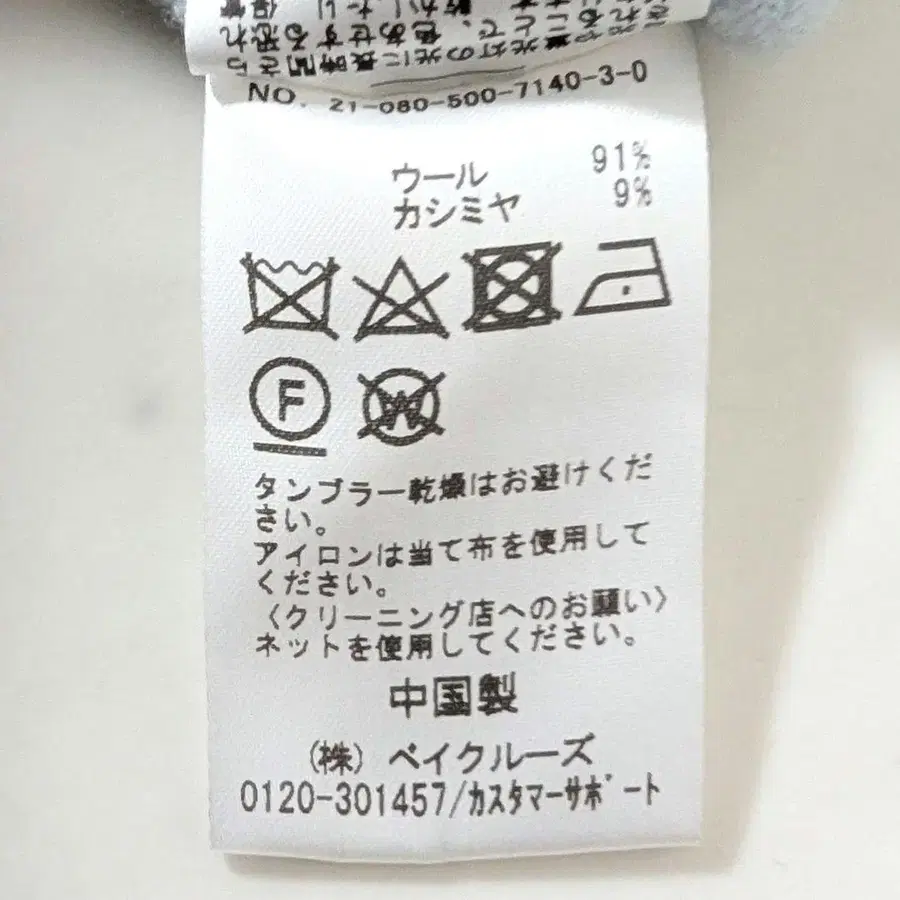 NO. 21-080-500-7140-3-0
ウール 91%
カシミヤ 9%
F
W
タンブラー乾燥はお避けくだ
さい。
アイロンは当て布を使用して
ください。
〈クリーニング店へのお願い〉
ネットを使用してください。
中国製
(株) ベイクルーズ
0120-301457/カスタマーサポート